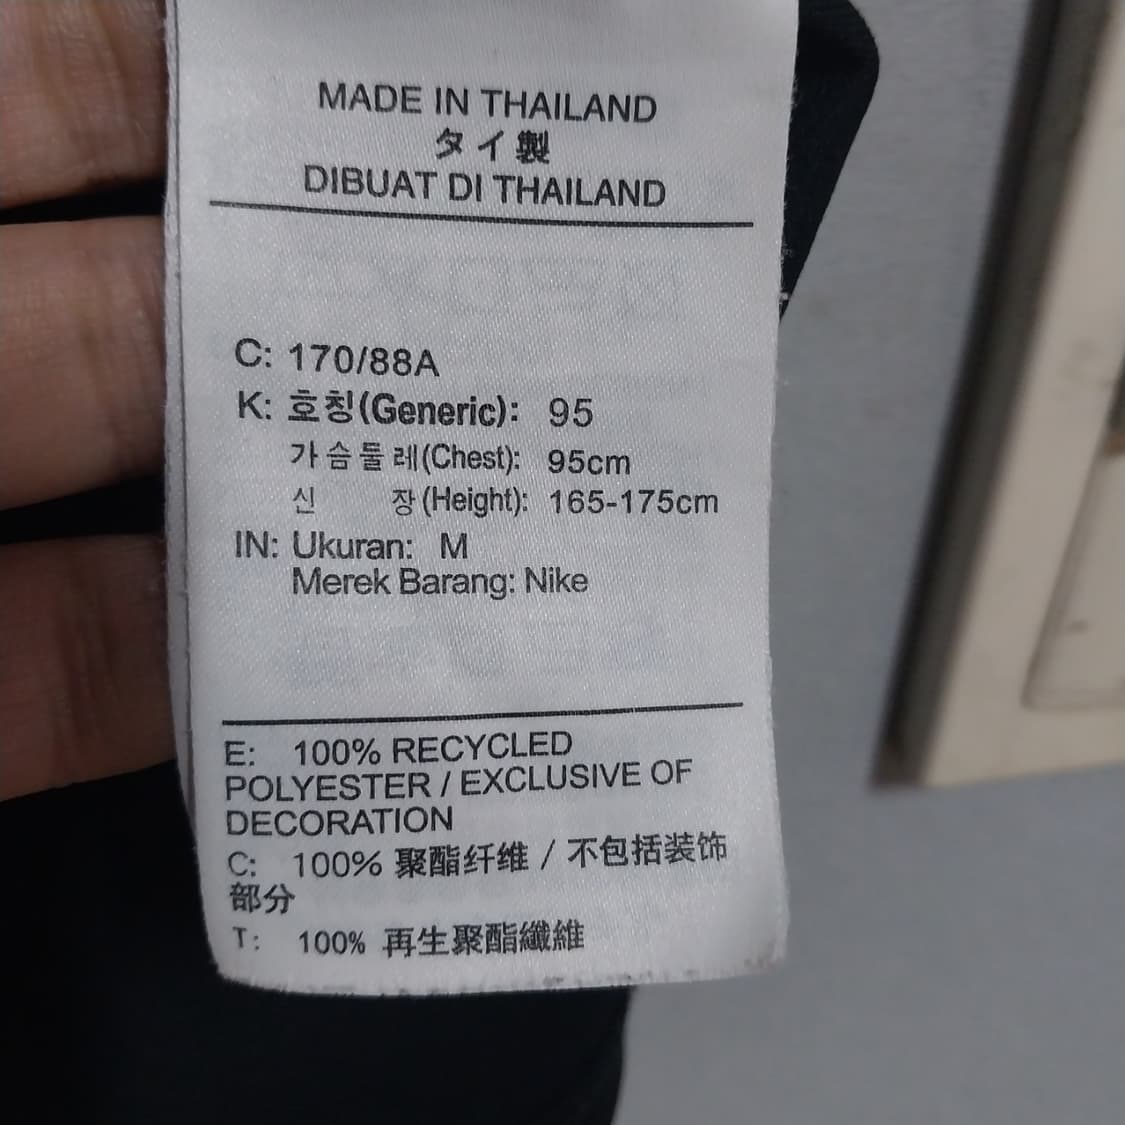 MADE IN THAILAND
タイ製
DIBUAT DI THAILAND
C: 170/88A
K: 호칭(Generic): 95
가슴둘레(Chest): 95cm
신 장(Height): 165-175cm
IN: Ukuran: M
Merek Barang: Nike
E: 100% RECYCLED
POLYESTER / EXCLUSIVE OF
DECORATION
C: 100% 聚酯纤维 / 不包括装饰
部分
T: 100% 再生聚酯纖維